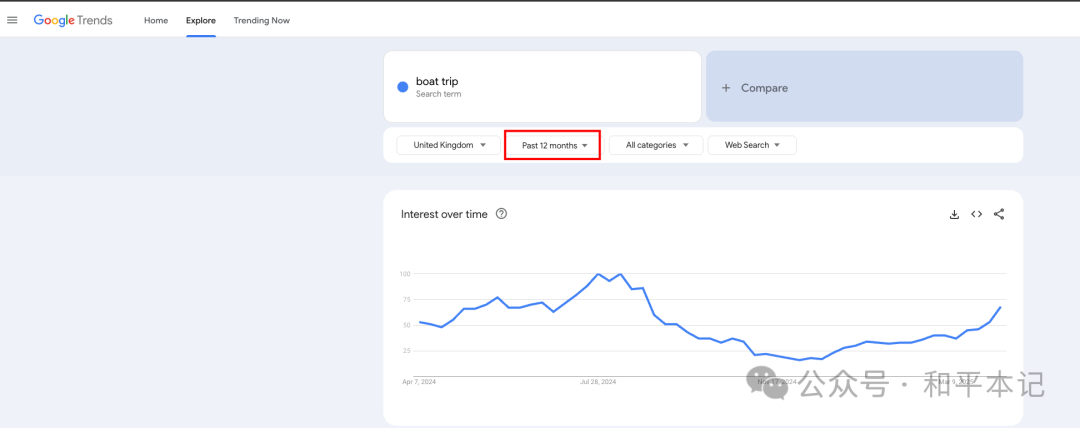 Google Trends Home Explore Trending Now
boat trip
Search term
+ Compare
United Kingdom Past 12 months All categories Web Search
Interest over time
100
75
50
25
Apr 7, 2024 Jul 28, 2024 Nov 17, 2024 Mar 9, 2025
公众号 · 和平本记